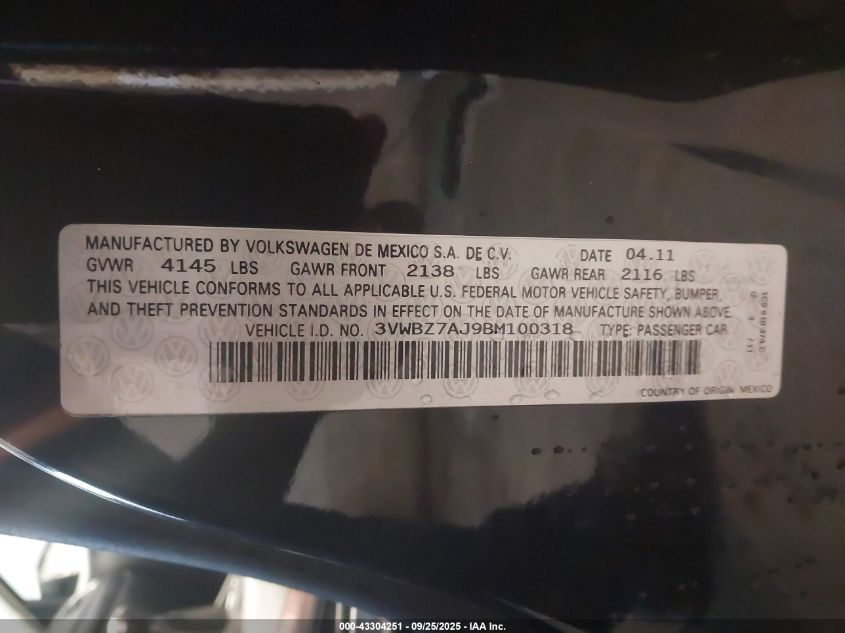 MANUFACTURED BY VOLKSWAGEN DE MEXICO S.A. DE C.V. DATE 04.11
GVWR 4145 LBS GAWR FRONT 2138 LBS GAWR REAR 2116 LBS
THIS VEHICLE CONFORMS TO ALL APPLICABLE U.S. FEDERAL MOTOR VEHICLE SAFETY, BUMPER,
AND THEFT PREVENTION STANDARDS IN EFFECT ON THE DATE OF MANUFACTURE SHOWN ABOVE.
VEHICLE I.D. NO. 3VWBZ7AJ9BM100318 TYPE: PASSENGER CAR
COUNTRY OF ORIGIN: MEXICO
000-43304251 - 09/25/2025 - IAA Inc.